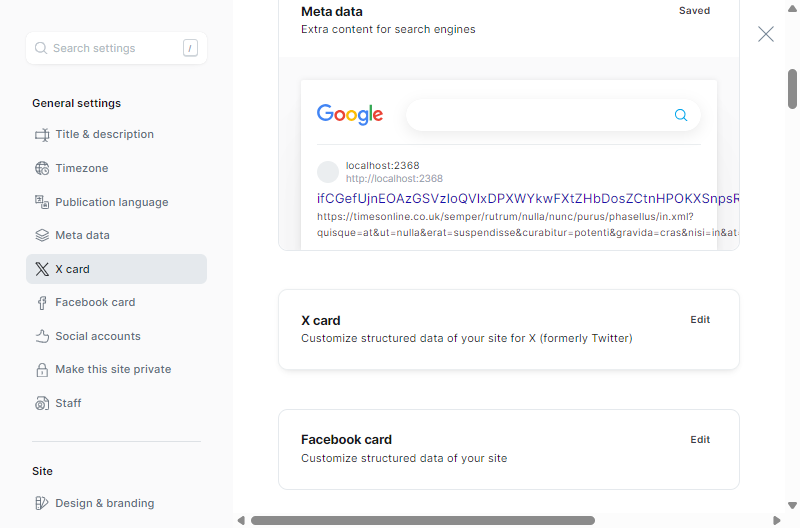 Search settings
/
General settings
Title & description
Timezone
Publication language
Meta data
X card
Facebook card
Social accounts
Make this site private
Staff
Site
Design & branding
Meta data
Saved
Extra content for search engines
Google
localhost:2368
http://localhost:2368
https://timesonline.co.uk/semper/rutrum/nulla/nunc/purus/phasellus/in.xml?
quisque=at&ut=nulla&erat=suspendisse&curabitur=potenti&gravida=cras&nisi=in&at=
X card
Edit
Customize structured data of your site for X (formerly Twitter)
Facebook card
Edit
Customize structured data of your site